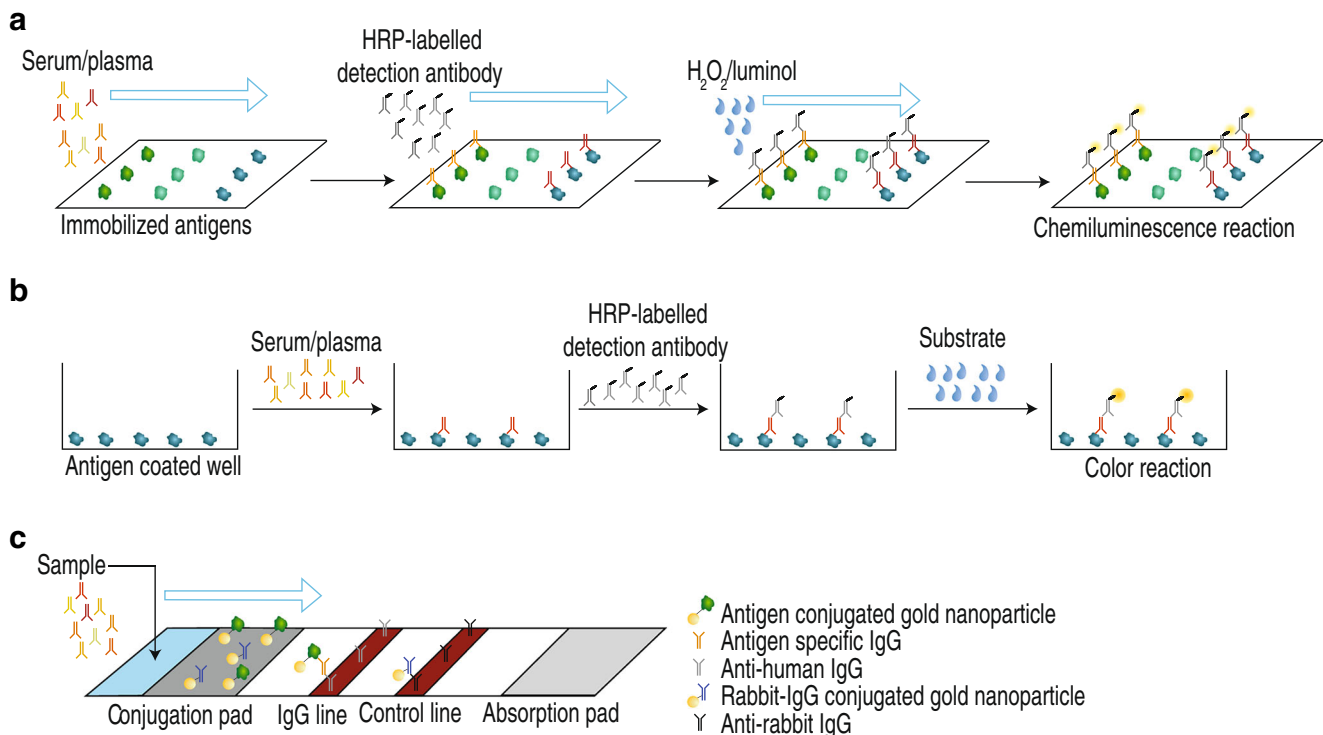 a
Serum/plasma
HRP-labelled
detection antibody
H₂O₂/luminol
Immobilized antigens
Chemiluminescence reaction
b
Serum/plasma
HRP-labelled
detection antibody
Substrate
Antigen coated well
Color reaction
c
Sample
Conjugation pad
IgG line
Control line
Absorption pad
Antigen conjugated gold nanoparticle
Antigen specific IgG
Anti-human IgG
Rabbit-IgG conjugated gold nanoparticle
Anti-rabbit IgG